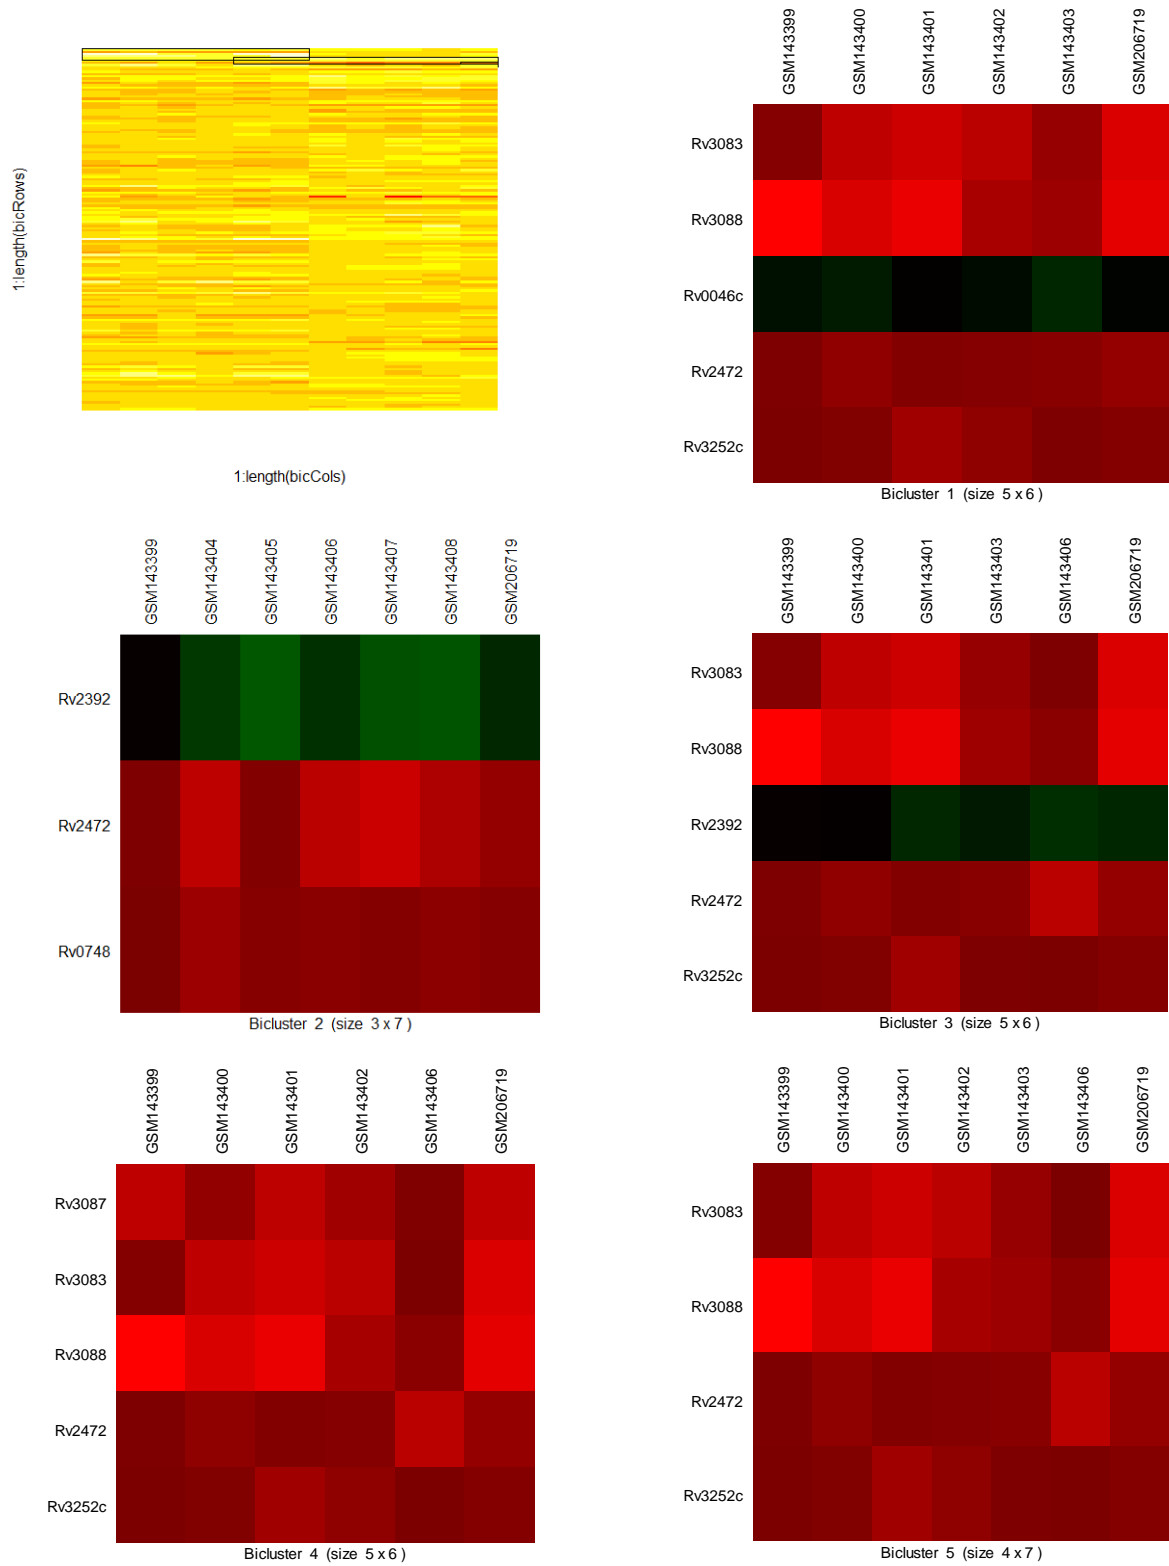 1:length(bicRows)
1:length(bicCols)
GSM143399
GSM143400
GSM143401
GSM143402
GSM143403
GSM206719
Rv3083
Rv3088
Rv0046c
Rv2472
Rv3252c
Bicluster 1 (size 5 x 6 )
GSM143399
GSM143404
GSM143405
GSM143406
GSM143407
GSM143408
GSM206719
Rv2392
Rv2472
Rv0748
Bicluster 2 (size 3 x 7 )
GSM143399
GSM143400
GSM143401
GSM143403
GSM143406
GSM206719
Rv3083
Rv3088
Rv2392
Rv2472
Rv3252c
Bicluster 3 (size 5 x 6 )
GSM143399
GSM143400
GSM143401
GSM143402
GSM143406
GSM206719
Rv3087
Rv3083
Rv3088
Rv2472
Rv3252c
Bicluster 4 (size 5 x 6 )
GSM143399
GSM143400
GSM143401
GSM143402
GSM143403
GSM143406
GSM206719
Rv3083
Rv3088
Rv2472
Rv3252c
Bicluster 5 (size 4 x 7 )